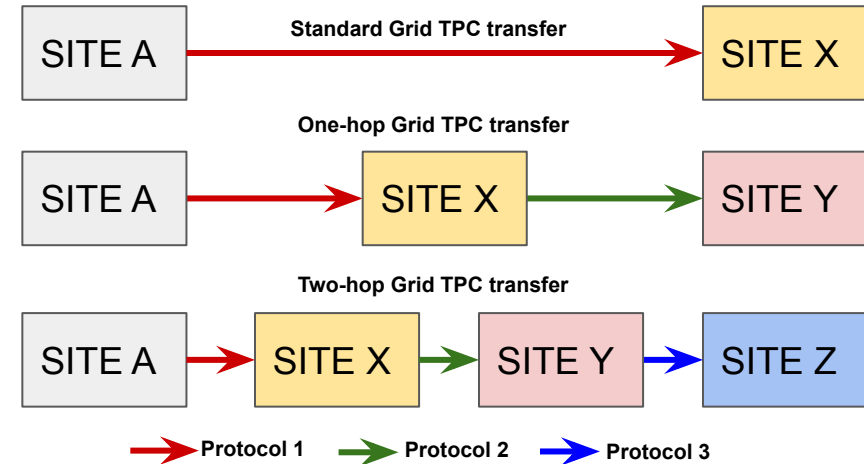 Standard Grid TPC transfer
SITE A
SITE X
One-hop Grid TPC transfer
SITE A
SITE X
SITE Y
Two-hop Grid TPC transfer
SITE A
SITE X
SITE Y
SITE Z
Protocol 1
Protocol 2
Protocol 3